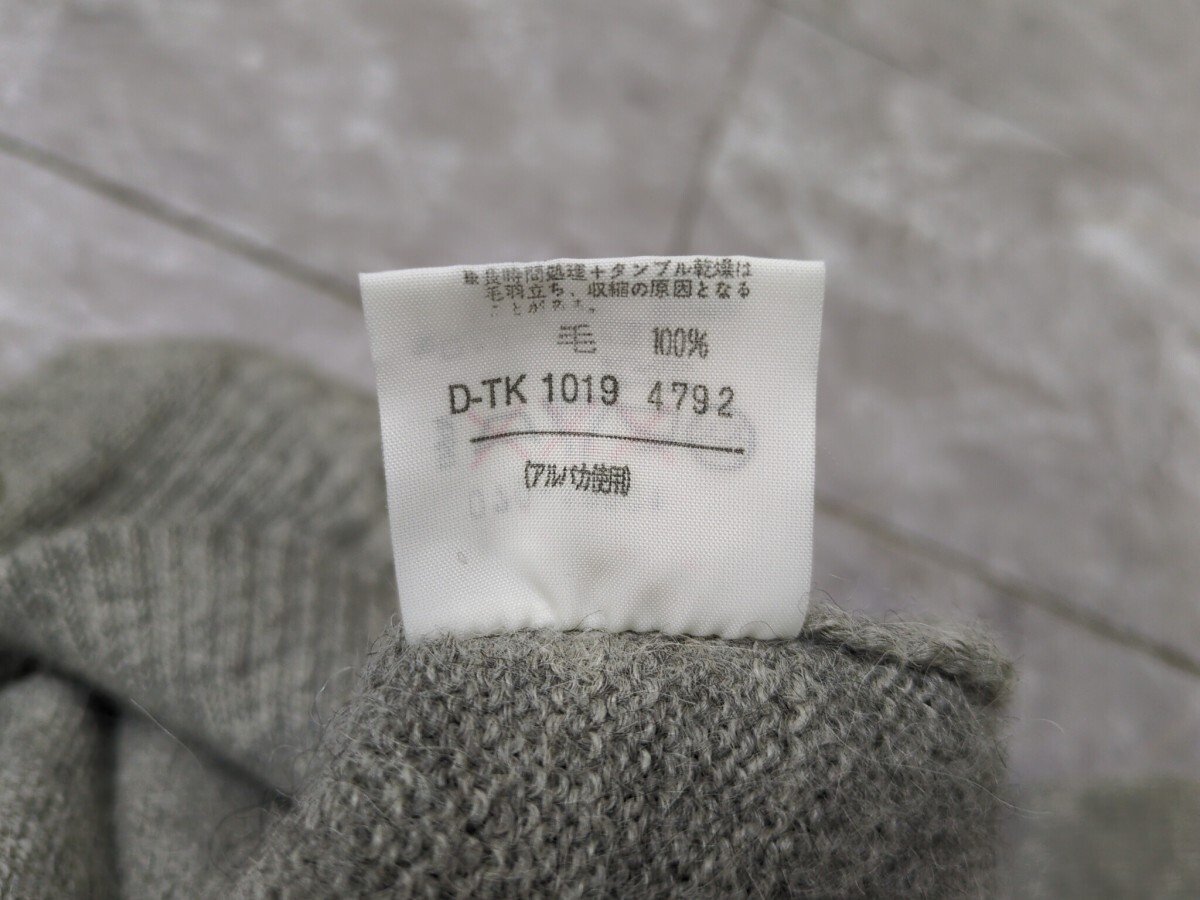 ※長時間処理+タンブル乾燥は
毛羽立ち、収縮の原因となる
ことがある。
毛 100%
D-TK 1019 4792
(アルパカ使用)